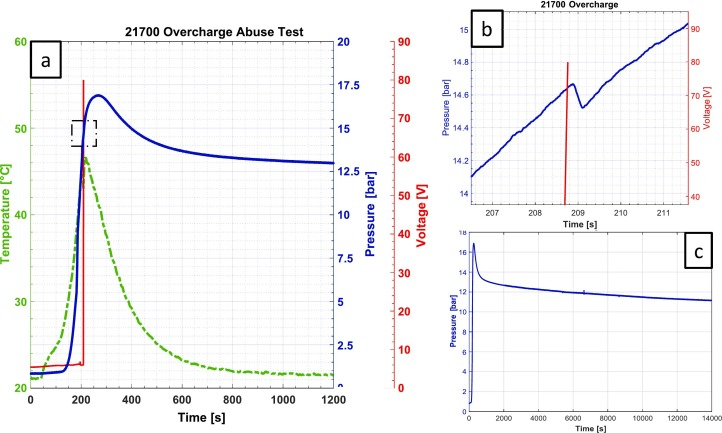 21700 Overcharge Abuse Test
a
60
50
40
30
20
Temperature [°C]
20
17.5
15
12.5
10
7.5
5
2.5
0
Pressure [bar]
90
80
70
60
50
40
30
20
10
0
Voltage [V]
0 200 400 600 800 1000 1200
Time [s]
21700 Overcharge
b
15
14.8
14.6
14.4
14.2
14
Pressure [bar]
90
80
70
60
50
40
Voltage [V]
207 208 209 210 211
Time [s]
c
18
16
14
12
10
8
6
4
2
0
Pressure [bar]
0 2000 4000 6000 8000 10000 12000 14000
Time [s]